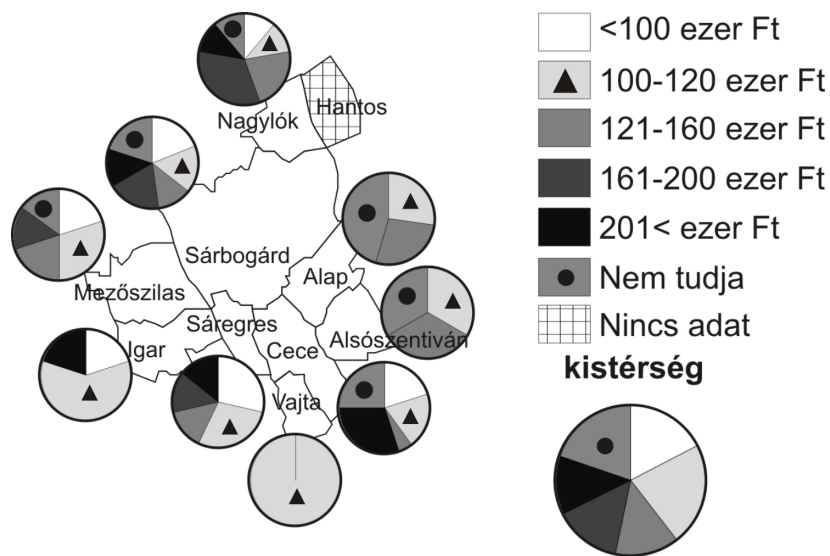 <100 ezer Ft
100-120 ezer Ft
121-160 ezer Ft
161-200 ezer Ft
201< ezer Ft
Nem tudja
Nincs adat
kistérség
Hantos
Nagylók
Sárbogárd
Alap
Mezőszilas
Sáregres
Alsószentiván
Igar
Cece
Vajta